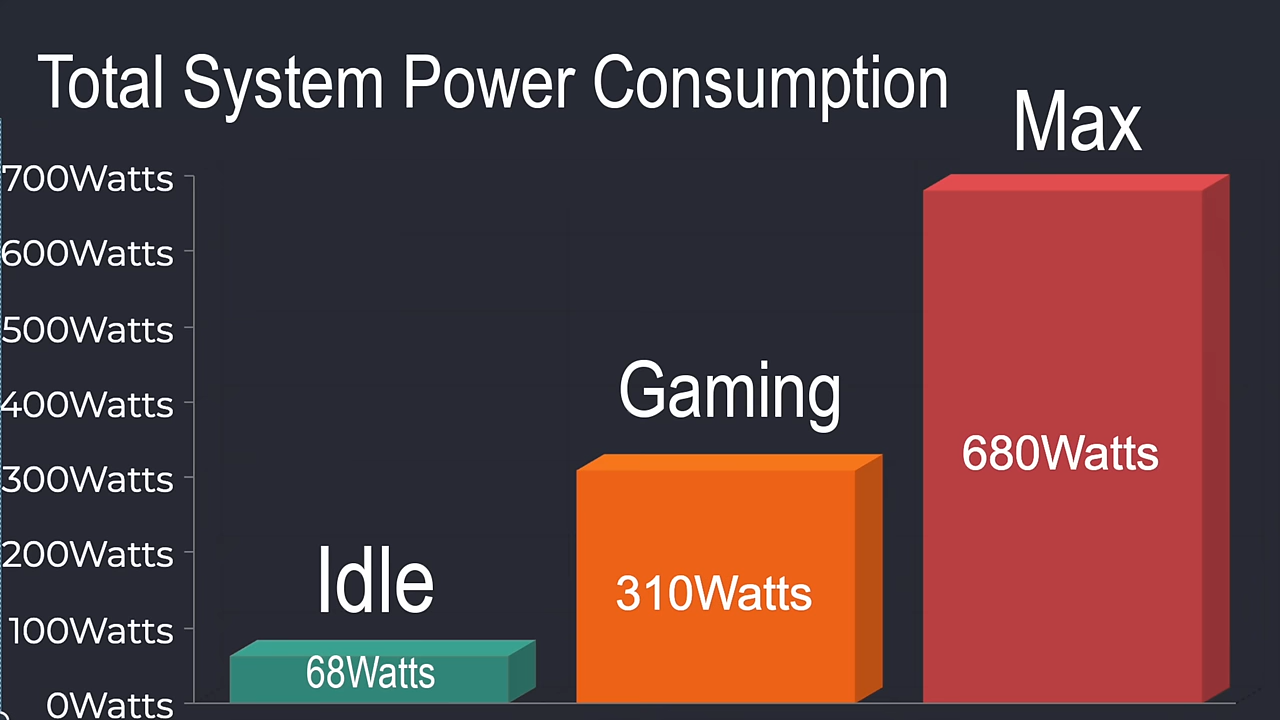 Total System Power Consumption
Max
700Watts
600Watts
500Watts
Gaming
400Watts
680Watts
300Watts
Idle
200Watts
310Watts
100Watts
68Watts
0Watts